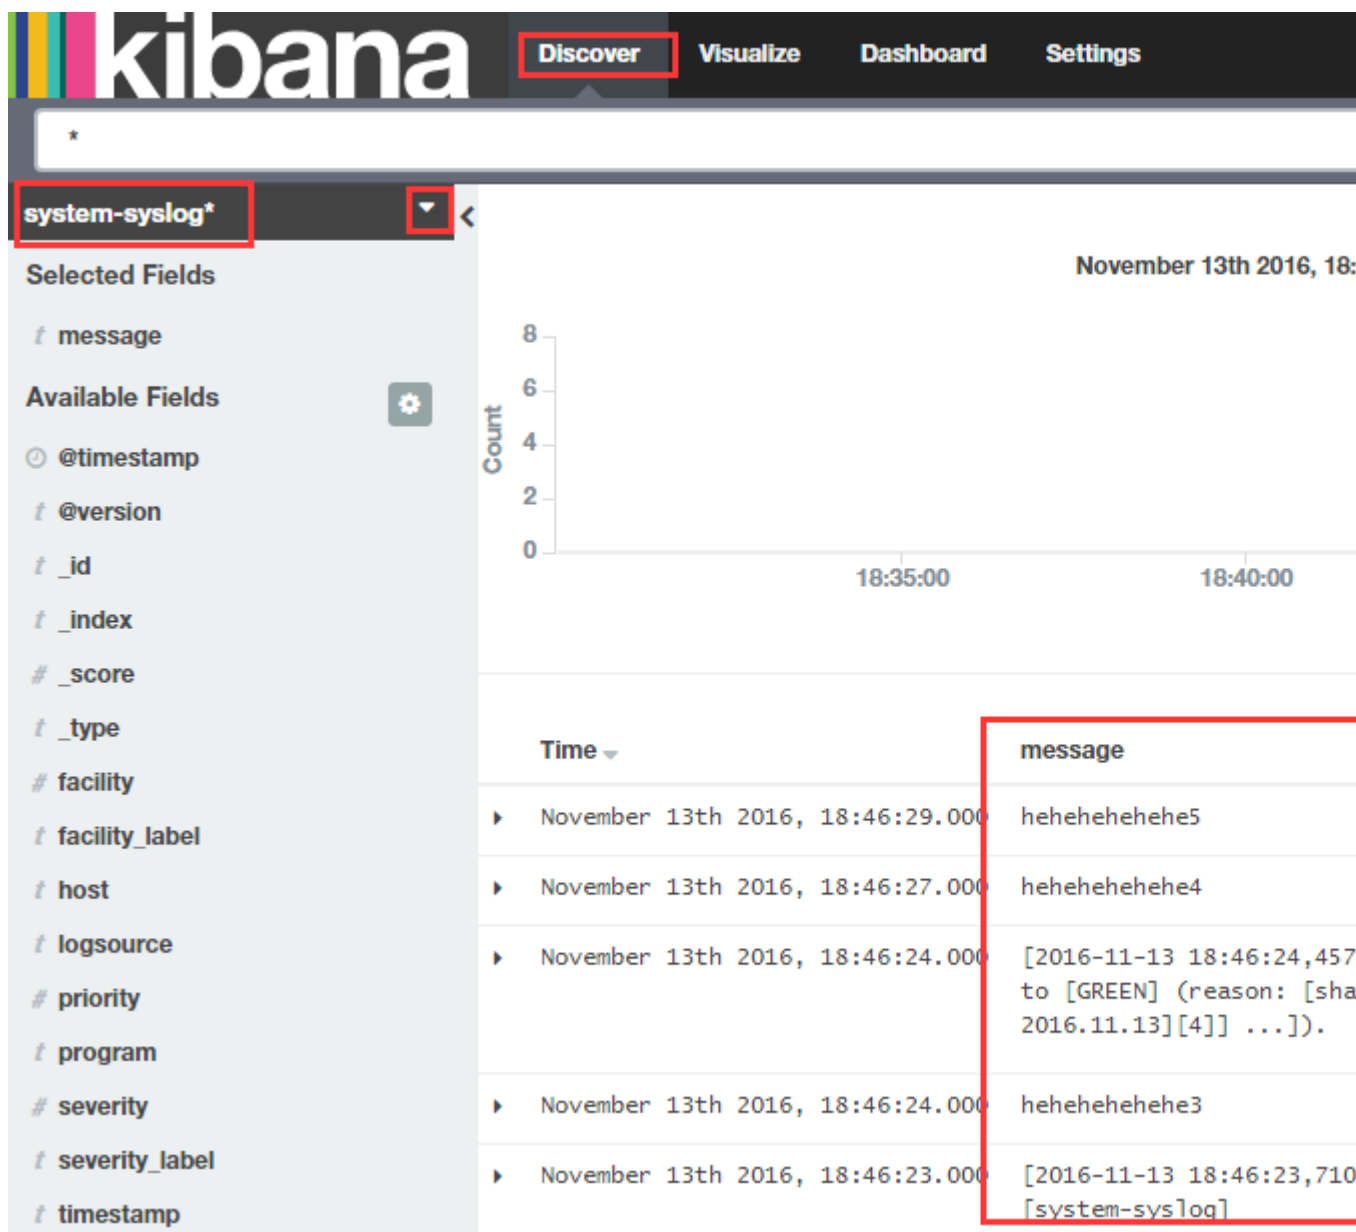 kibana
Discover Visualize Dashboard Settings
*
system-syslog*
Selected Fields
t message
Available Fields
@timestamp
t @version
t _id
t _index
# _score
t _type
# facility
t facility_label
t host
t logsource
# priority
t program
# severity
t severity_label
t timestamp
November 13th 2016, 18:
Count
8
6
4
2
0
18:35:00 18:40:00
Time message
November 13th 2016, 18:46:29.000 hehehehehehe5
November 13th 2016, 18:46:27.000 hehehehehehe4
November 13th 2016, 18:46:24.000 [2016-11-13 18:46:24,457
to [GREEN] (reason: [sha
2016.11.13][4]] ...]).
November 13th 2016, 18:46:24.000 hehehehehehe3
November 13th 2016, 18:46:23.000 [2016-11-13 18:46:23,710
[system-syslog]